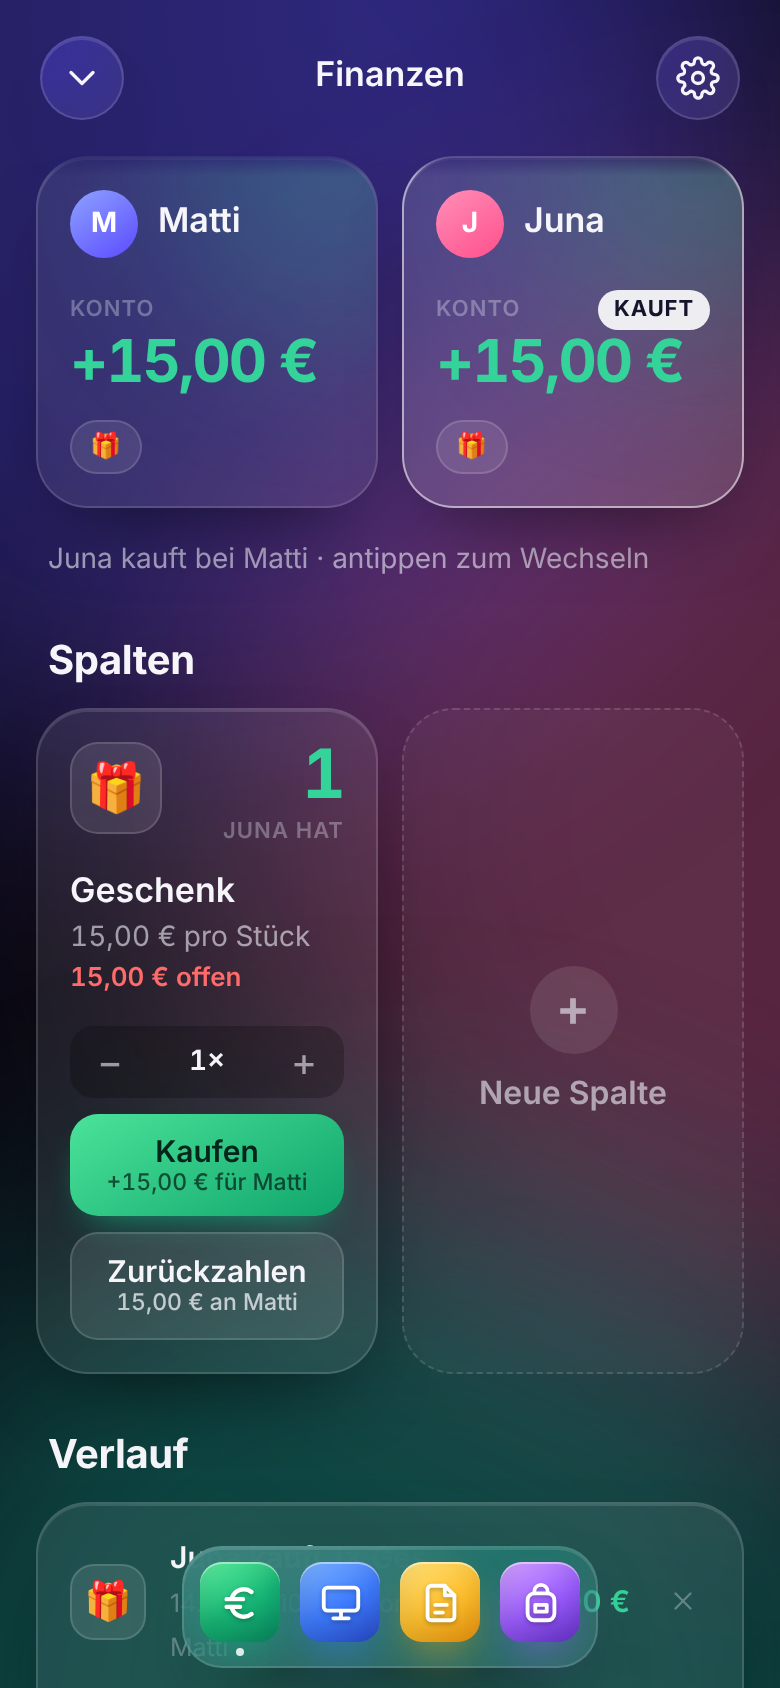 Finanzen
M Matti
J Juna
KONTO
KONTO
KAUFT
+15,00 €
+15,00 €
Juna kauft bei Matti · antippen zum Wechseln
Spalten
1
JUNA HAT
Geschenk
15,00 € pro Stück
15,00 € offen
− 1× +
Kaufen
+15,00 € für Matti
Zurückzahlen
15,00 € an Matti
+
Neue Spalte
Verlauf
0 €
Matti